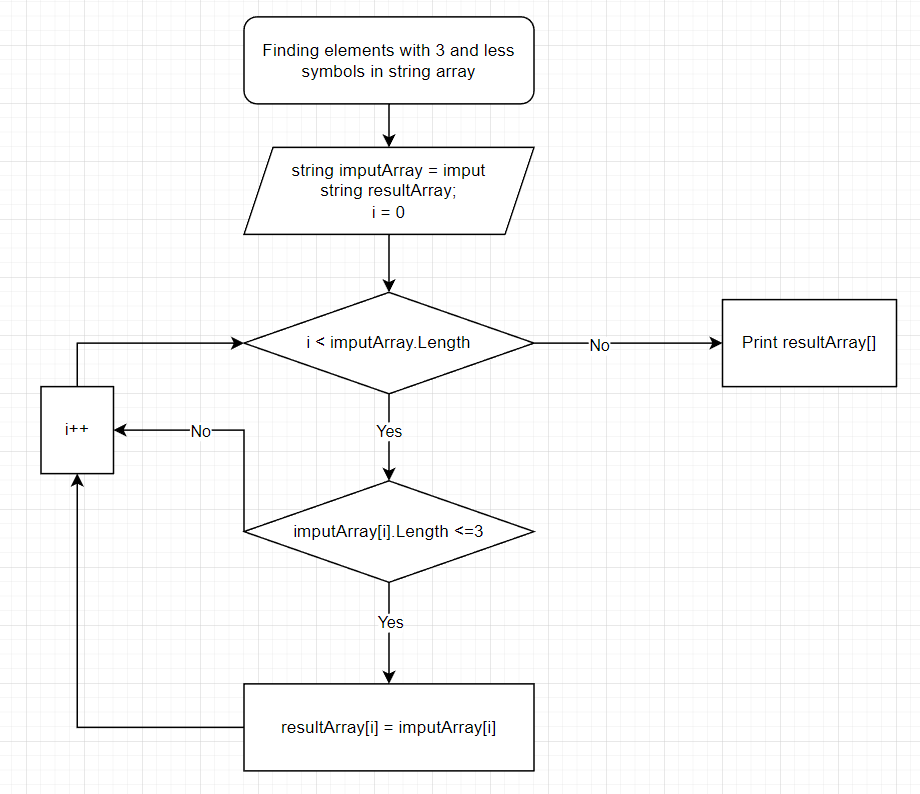 Finding elements with 3 and less
symbols in string array
string imputArray = imput
string resultArray;
i = 0
i < imputArray.Length
No
Print resultArray[]
i++
No
Yes
imputArray[i].Length <=3
Yes
resultArray[i] = imputArray[i]